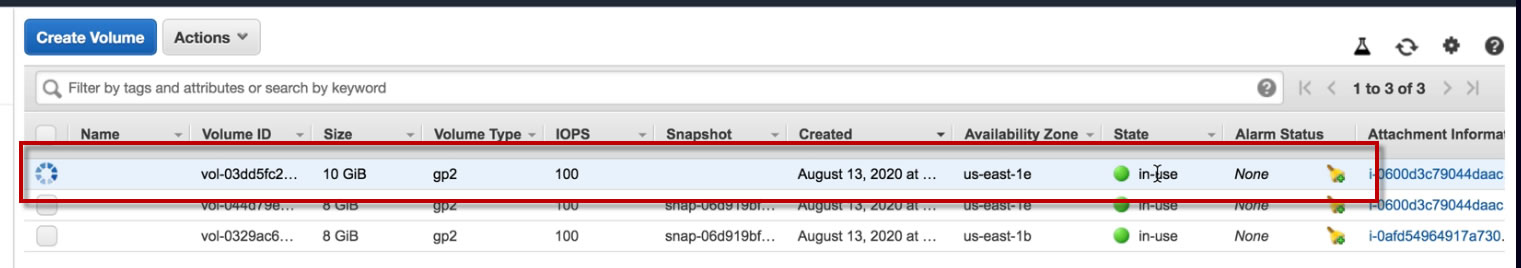 Create Volume Actions
Filter by tags and attributes or search by keyword ? 1 to 3 of 3
Name Volume ID Size Volume Type IOPS Snapshot Created Availability Zone State Alarm Status Attachment Informa
vol-03dd5fc2... 10 GiB gp2 100 August 13, 2020 at ... us-east-1e in-use None i-0600d3c79044daac
vol-044d79e... 8 GiB gp2 100 snap-06d919bf... August 13, 2020 at ... us-east-1e in-use None i-0600d3c79044daac
vol-0329ac6... 8 GiB gp2 100 snap-06d919bf... August 13, 2020 at ... us-east-1b in-use None i-0afd54964917a730.